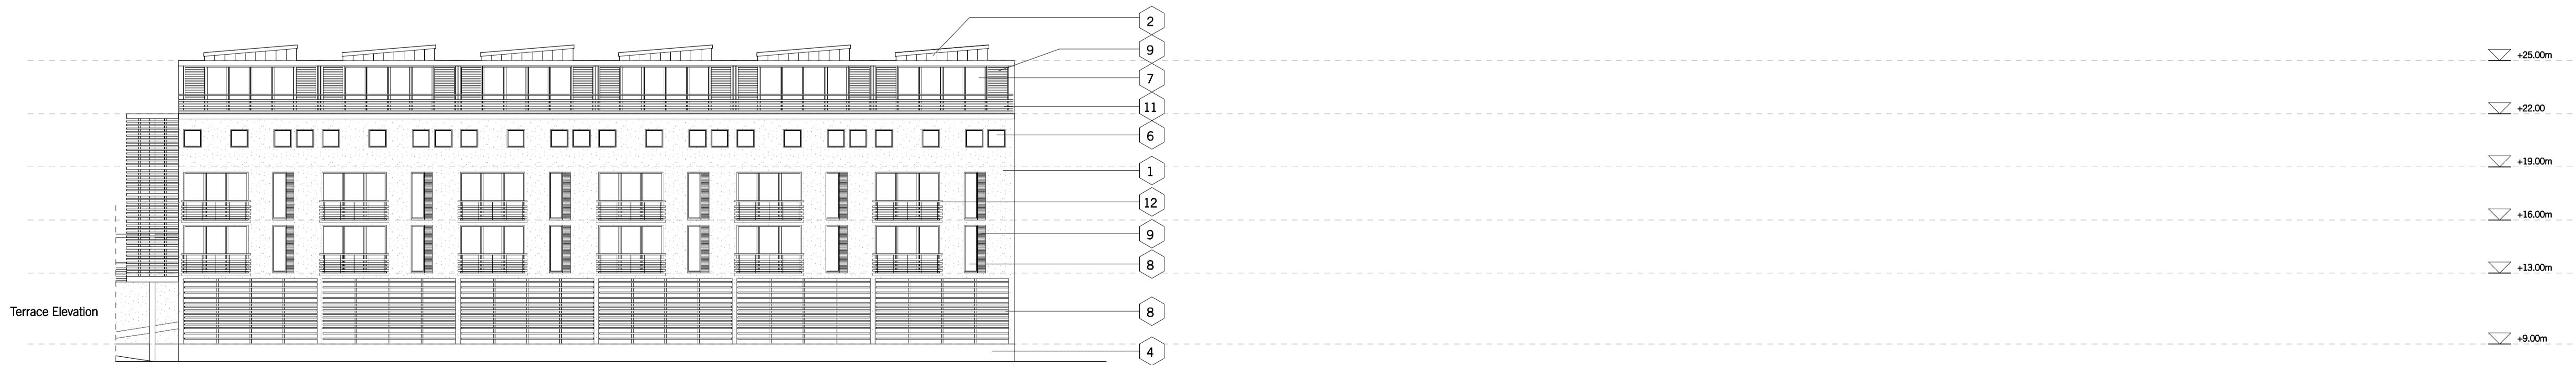 2
9
+25.00m
7
11
+22.00
6
+19.00m
1
12
+16.00m
9
8
+13.00m
Terrace Elevation
8
+9.00m
4